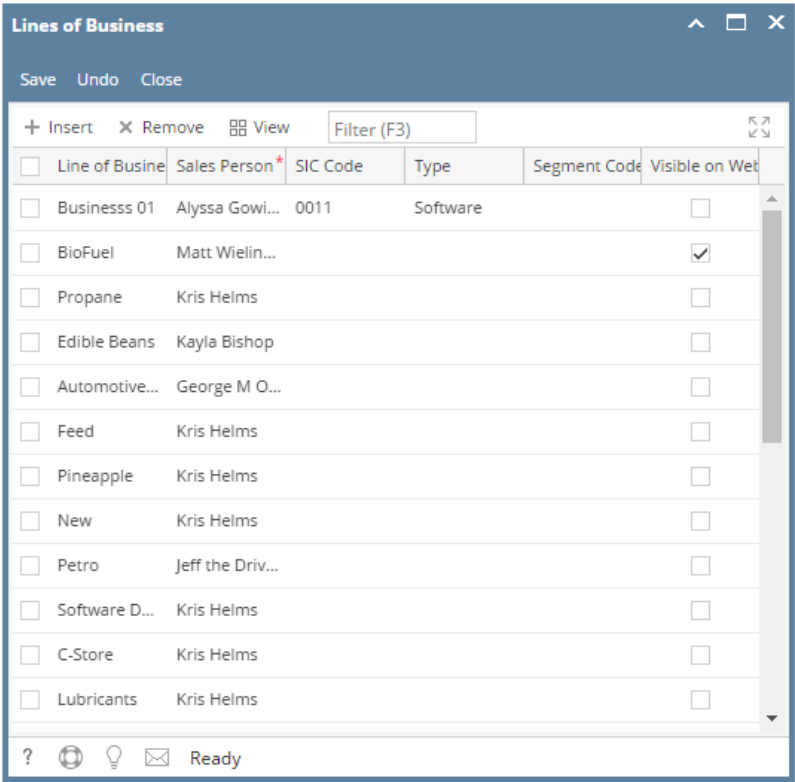 Lines of Business
Save Undo Close
Insert Remove View Filter (F3)
Line of Busine Sales Person* SIC Code Type Segment Code Visible on Web
Businesss 01 Alyssa Gowi... 0011 Software
BioFuel Matt Wielin...
Propane Kris Helms
Edible Beans Kayla Bishop
Automotive... George M O...
Feed Kris Helms
Pineapple Kris Helms
New Kris Helms
Petro Jeff the Driv...
Software D... Kris Helms
C-Store Kris Helms
Lubricants Kris Helms
? Ready